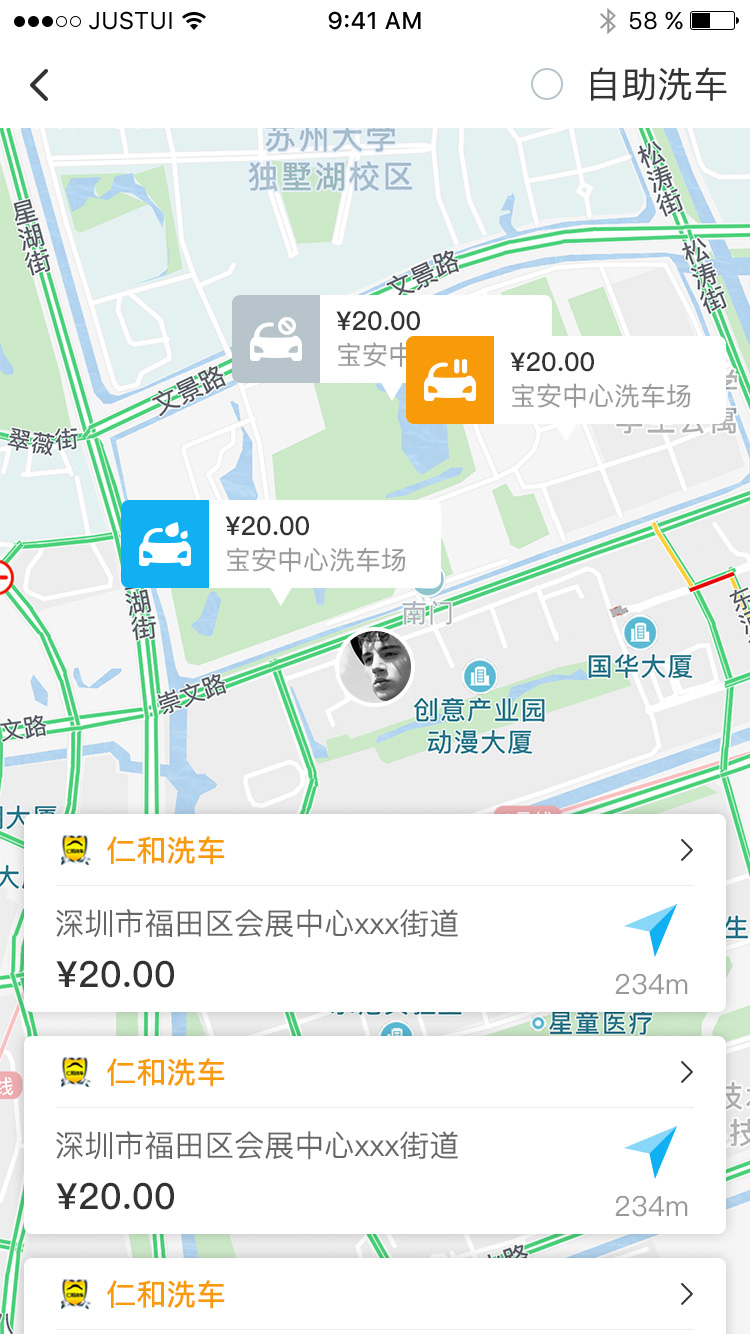 JUSTUI 9:41 AM 58 %
自助洗车
苏州大学
独墅湖校区
松涛街
星湖街
松涛街
文景路
¥20.00
宝安中
¥20.00
宝安中心洗车场
文景路
翠薇街
¥20.00
宝安中心洗车场
湖街
南门
国华大厦
崇文路
创意产业园
动漫大厦
文路
大厦
仁和洗车
深圳市福田区会展中心xxx街道
¥20.00
234m
星童医疗
仁和洗车
深圳市福田区会展中心xxx街道
¥20.00
234m
仁和洗车